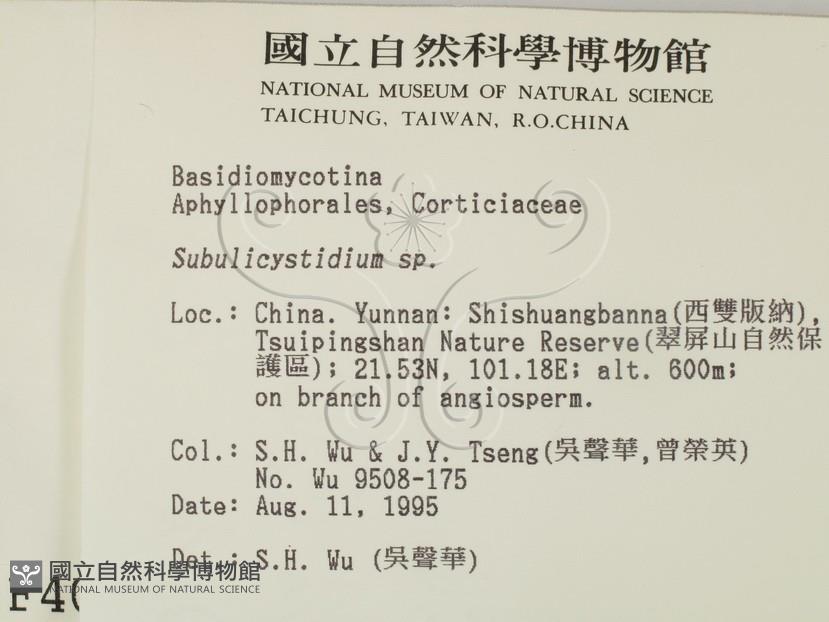 國立自然科學博物館
NATIONAL MUSEUM OF NATURAL SCIENCE
TAICHUNG, TAIWAN, R.O.CHINA
Basidiomycotina
Aphyllophorales, Corticiaceae
Subulicystidium sp.
Loc.: China. Yunnan: Shishuangbanna(西雙版納),
Tsuipingshan Nature Reserve(翠屏山自然保
護區); 21.53N, 101.18E; alt. 600m;
on branch of angiosperm.
Col.: S.H. Wu & J.Y. Tseng(吳聲華,曾榮英)
No. Wu 9508-175
Date: Aug. 11, 1995
Det.: S.H. Wu (吳聲華)
國立自然科學博物館
NATIONAL MUSEUM OF NATURAL SCIENCE